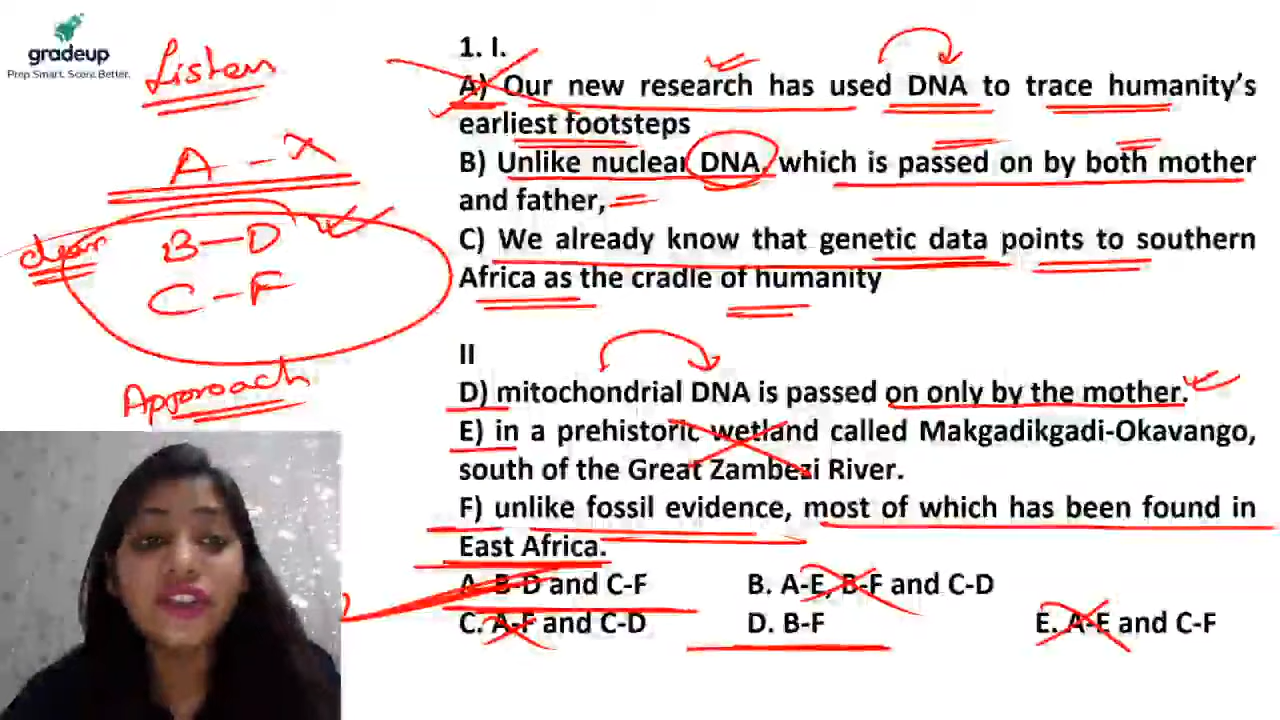 gradeup
Prep Smart. Score Better.
Listen
A - X
B - D
C - F
Approach
1. I.
A) Our new research has used DNA to trace humanity's
earliest footsteps
B) Unlike nuclear DNA, which is passed on by both mother
and father,
C) We already know that genetic data points to southern
Africa as the cradle of humanity
II
D) mitochondrial DNA is passed on only by the mother.
E) in a prehistoric wetland called Makgadikgadi-Okavango,
south of the Great Zambezi River.
F) unlike fossil evidence, most of which has been found in
East Africa.
A. B-D and C-F
B. A-E, B-F and C-D
C. A-F and C-D
D. B-F
E. A-E and C-F